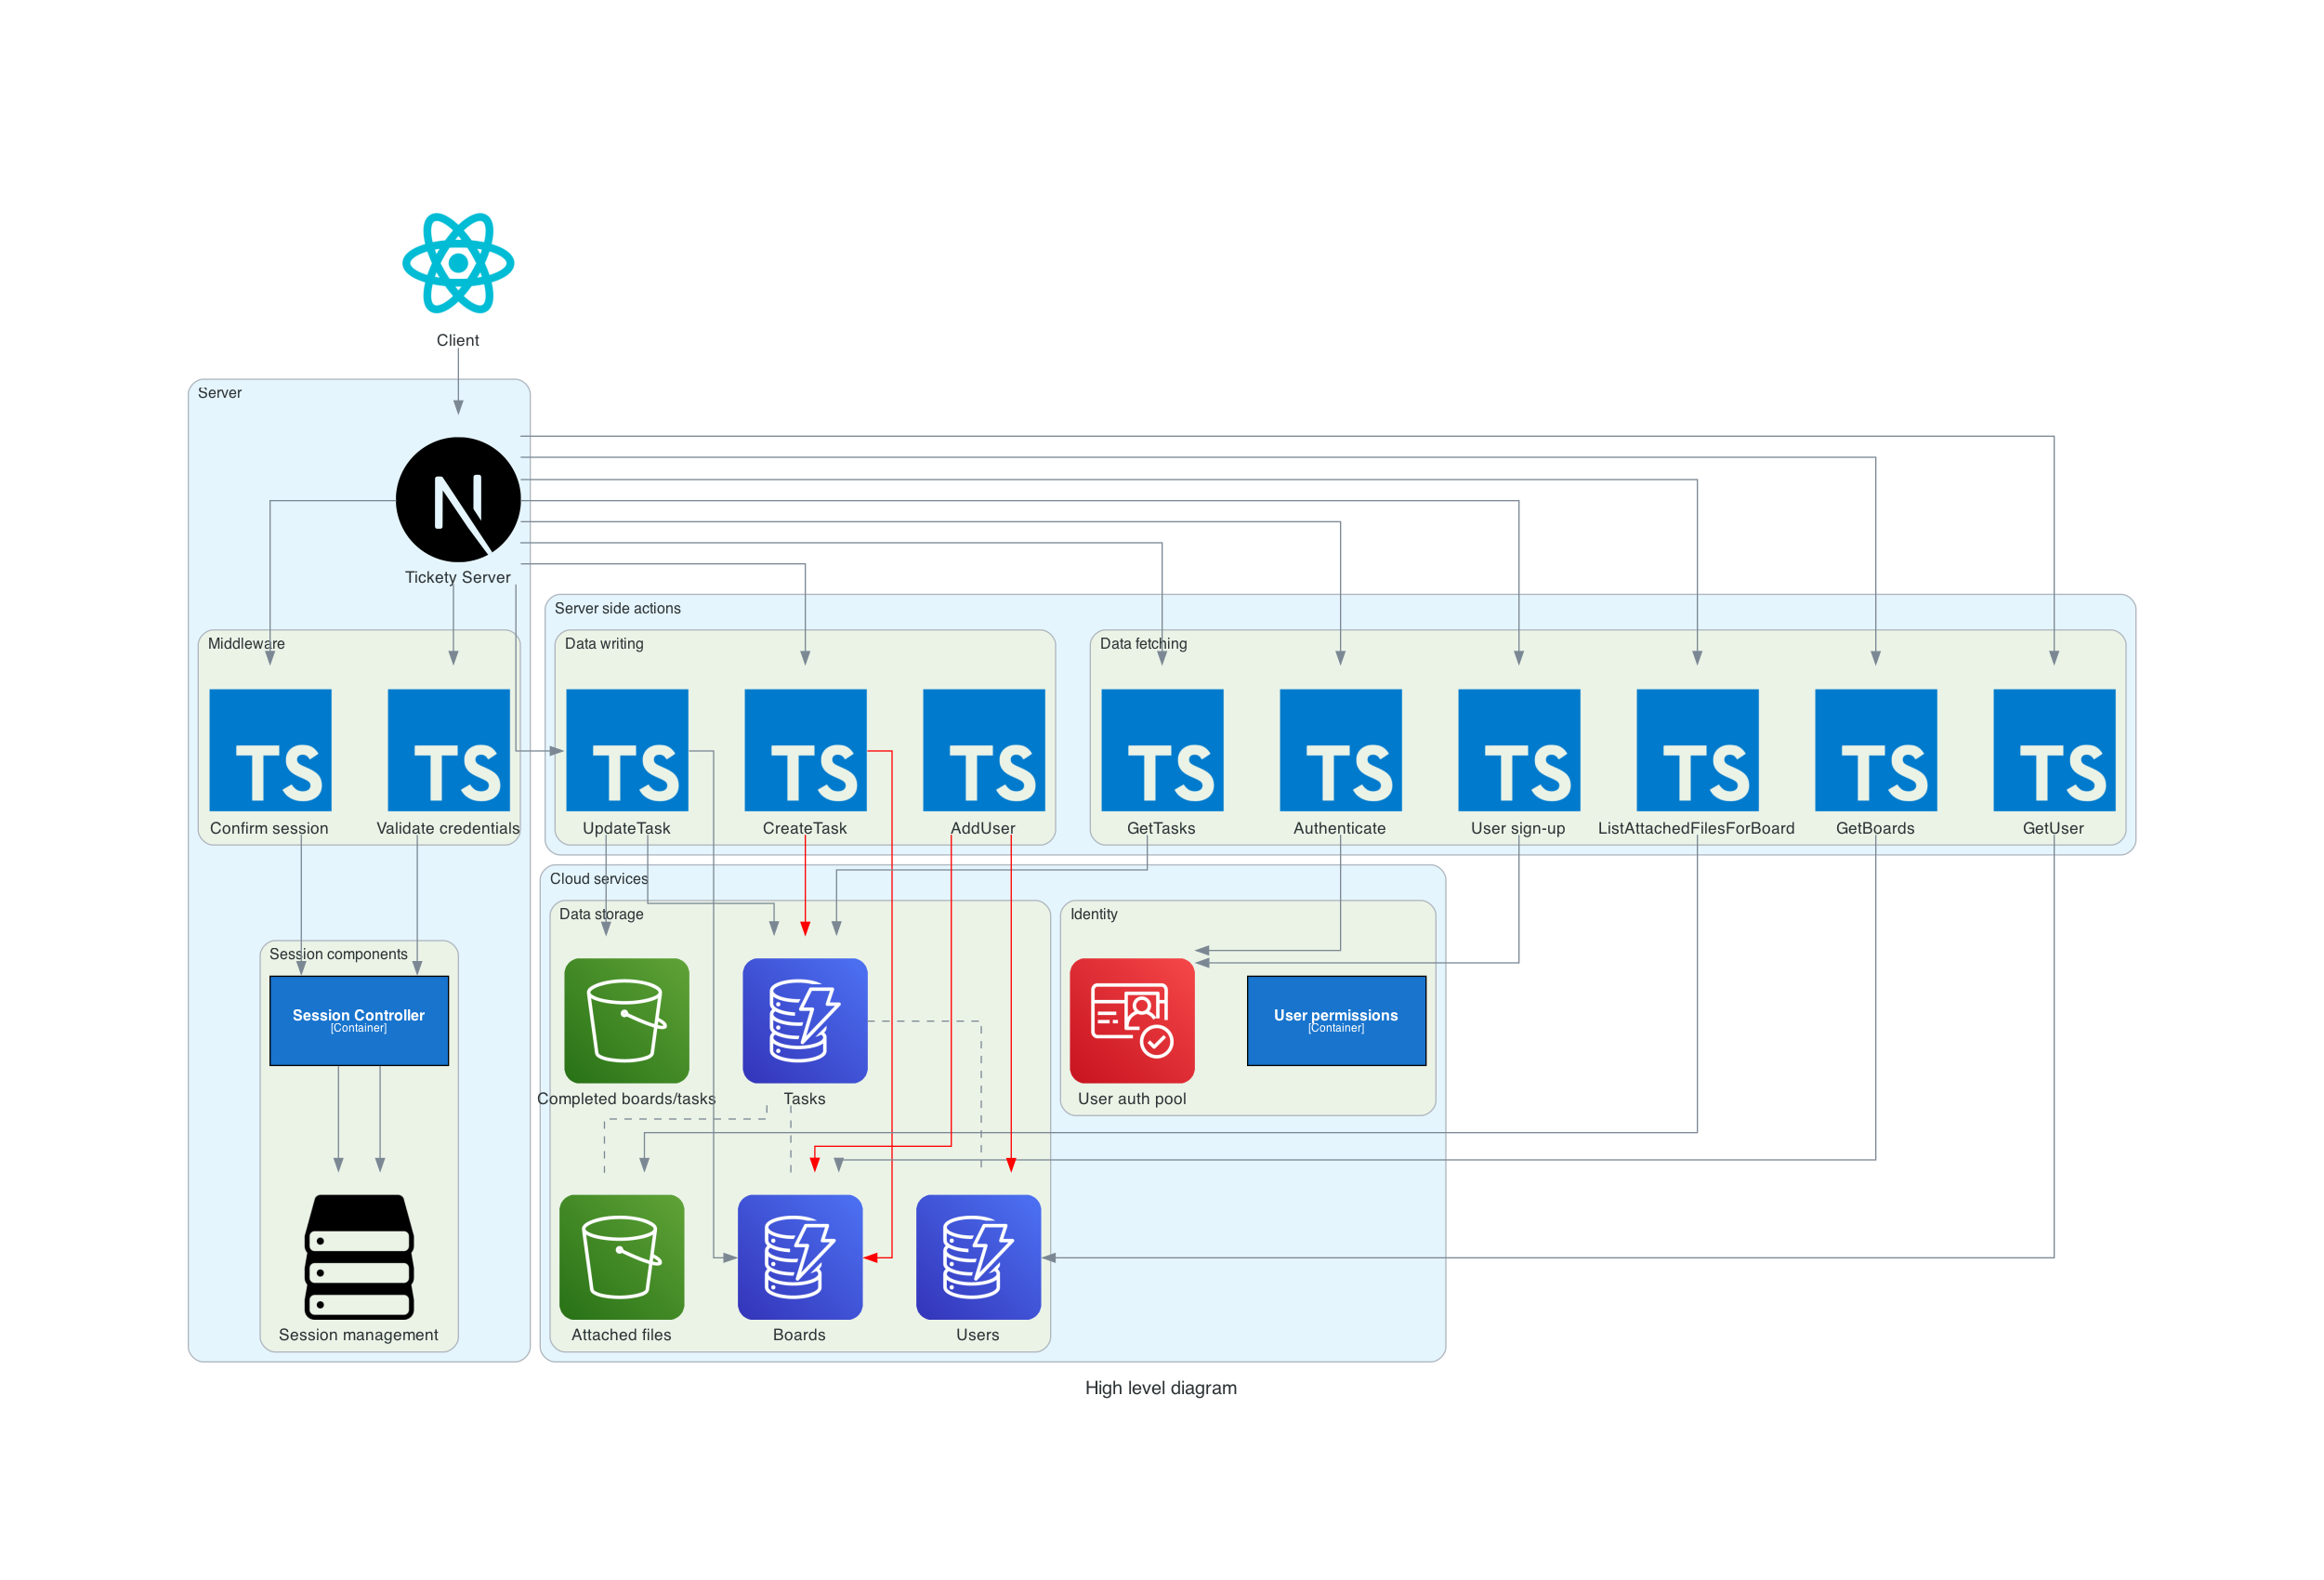 Client
Server
Tickety Server
Server side actions
Middleware
Data writing
Data fetching
TS
TS
TS
TS
TS
TS
TS
TS
TS
TS
TS
Confirm session
Validate credentials
UpdateTask
CreateTask
AddUser
GetTasks
Authenticate
User sign-up
ListAttachedFilesForBoard
GetBoards
GetUser
Cloud services
Data storage
Identity
Session components
Session Controller
[Container]
User permissions
[Container]
Completed boards/tasks
Tasks
User auth pool
Session management
Attached files
Boards
Users
High level diagram